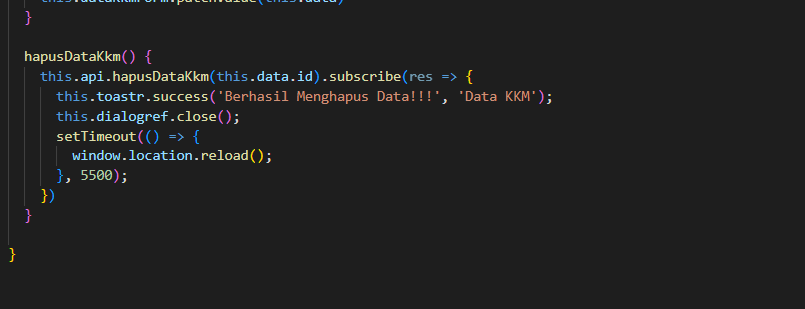 this.dataKkmForm.patchValue(this.data)
}
hapusDataKkm() {
this.api.hapusDataKkm(this.data.id).subscribe(res => {
this.toastr.success('Berhasil Menghapus Data!!!', 'Data KKM');
this.dialogref.close();
setTimeout(() => {
window.location.reload();
}, 5500);
})
}
}